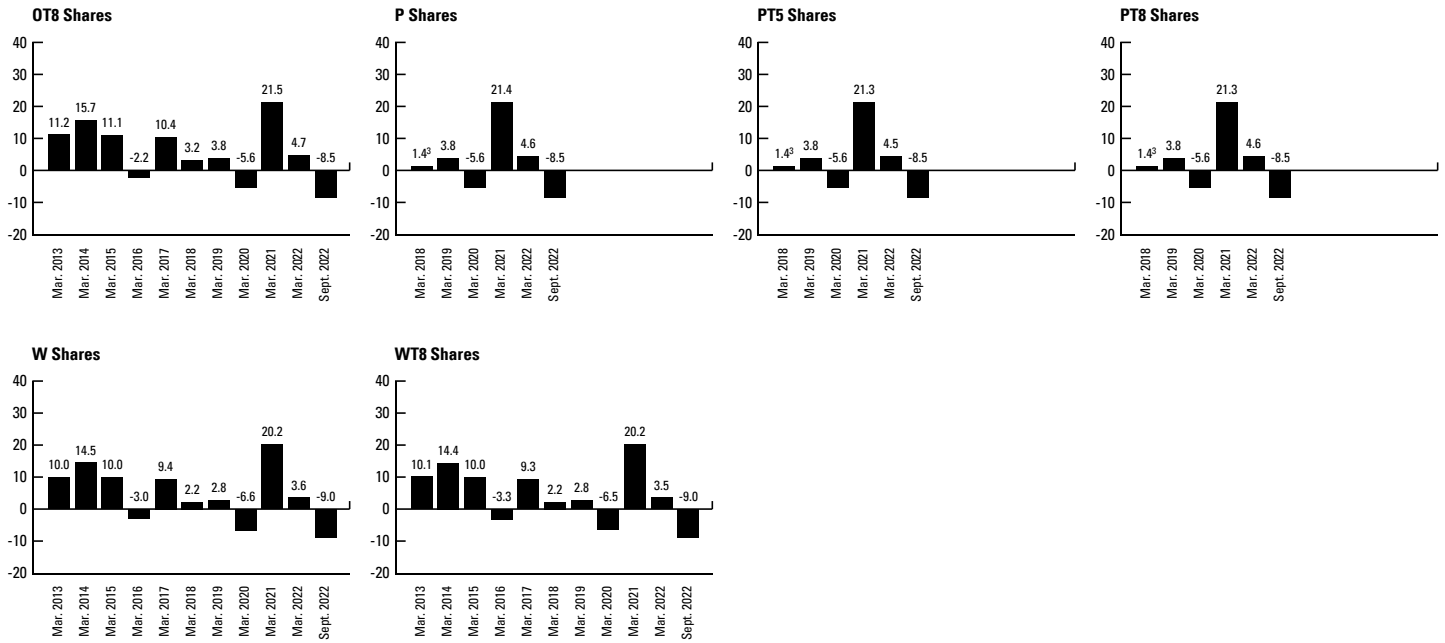 OT8 Shares
40
30
20
10
0
-10
-20
11.2
15.7
11.1
-2.2
10.4
3.2
3.8
-5.6
21.5
4.7
-8.5
Mar. 2013
Mar. 2014
Mar. 2015
Mar. 2016
Mar. 2017
Mar. 2018
Mar. 2019
Mar. 2020
Mar. 2021
Mar. 2022
Sept. 2022
P Shares
40
30
20
10
0
-10
-20
1.4³
3.8
-5.6
21.4
4.6
-8.5
Mar. 2018
Mar. 2019
Mar. 2020
Mar. 2021
Mar. 2022
Sept. 2022
PT5 Shares
40
30
20
10
0
-10
-20
1.4³
3.8
-5.6
21.3
4.5
-8.5
Mar. 2018
Mar. 2019
Mar. 2020
Mar. 2021
Mar. 2022
Sept. 2022
PT8 Shares
40
30
20
10
0
-10
-20
1.4³
3.8
-5.6
21.3
4.6
-8.5
Mar. 2018
Mar. 2019
Mar. 2020
Mar. 2021
Mar. 2022
Sept. 2022
W Shares
40
30
20
10
0
-10
-20
10.0
14.5
10.0
-3.0
9.4
2.2
2.8
-6.6
20.2
3.6
-9.0
Mar. 2013
Mar. 2014
Mar. 2015
Mar. 2016
Mar. 2017
Mar. 2018
Mar. 2019
Mar. 2020
Mar. 2021
Mar. 2022
Sept. 2022
WT8 Shares
40
30
20
10
0
-10
-20
10.1
14.4
10.0
-3.3
9.3
2.2
2.8
-6.5
20.2
3.5
-9.0
Mar. 2013
Mar. 2014
Mar. 2015
Mar. 2016
Mar. 2017
Mar. 2018
Mar. 2019
Mar. 2020
Mar. 2021
Mar. 2022
Sept. 2022